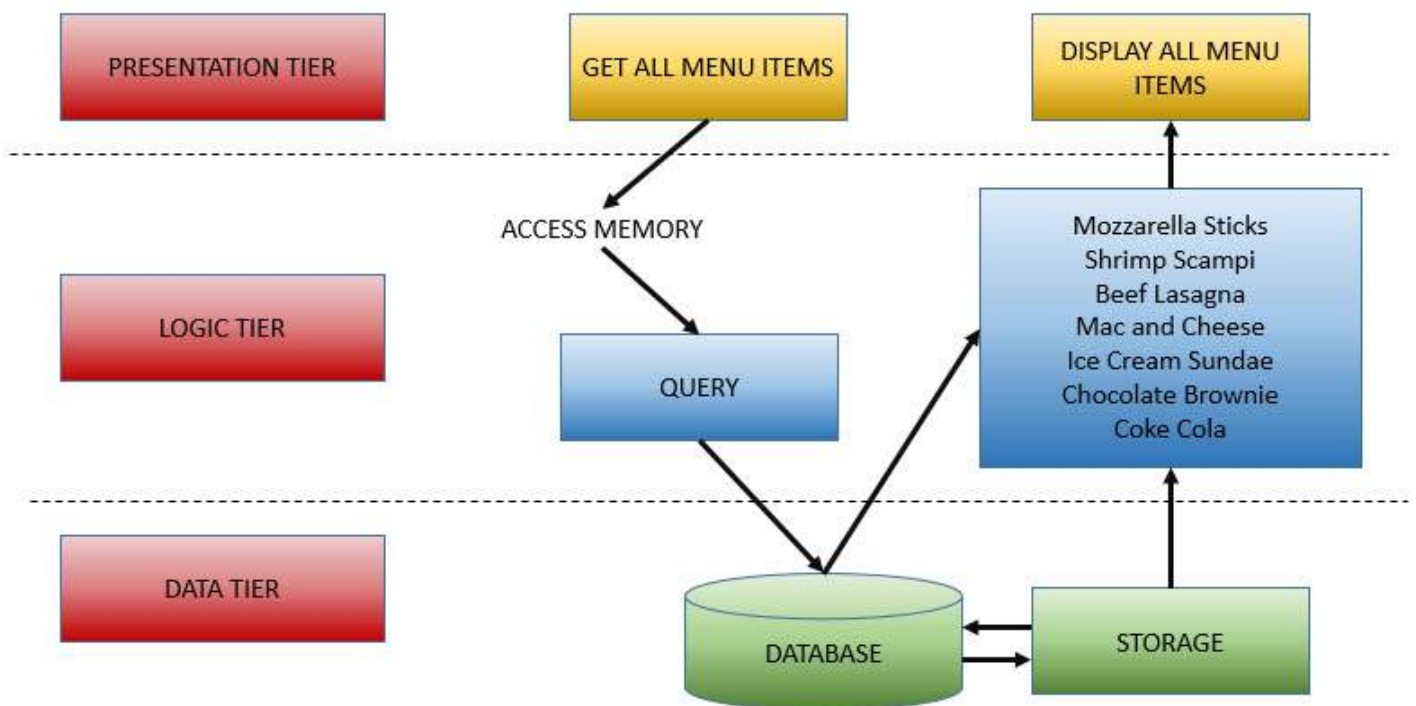 PRESENTATION TIER
GET ALL MENU ITEMS
DISPLAY ALL MENU
ITEMS
ACCESS MEMORY
LOGIC TIER
QUERY
Mozzarella Sticks
Shrimp Scampi
Beef Lasagna
Mac and Cheese
Ice Cream Sundae
Chocolate Brownie
Coke Cola
DATA TIER
DATABASE
STORAGE